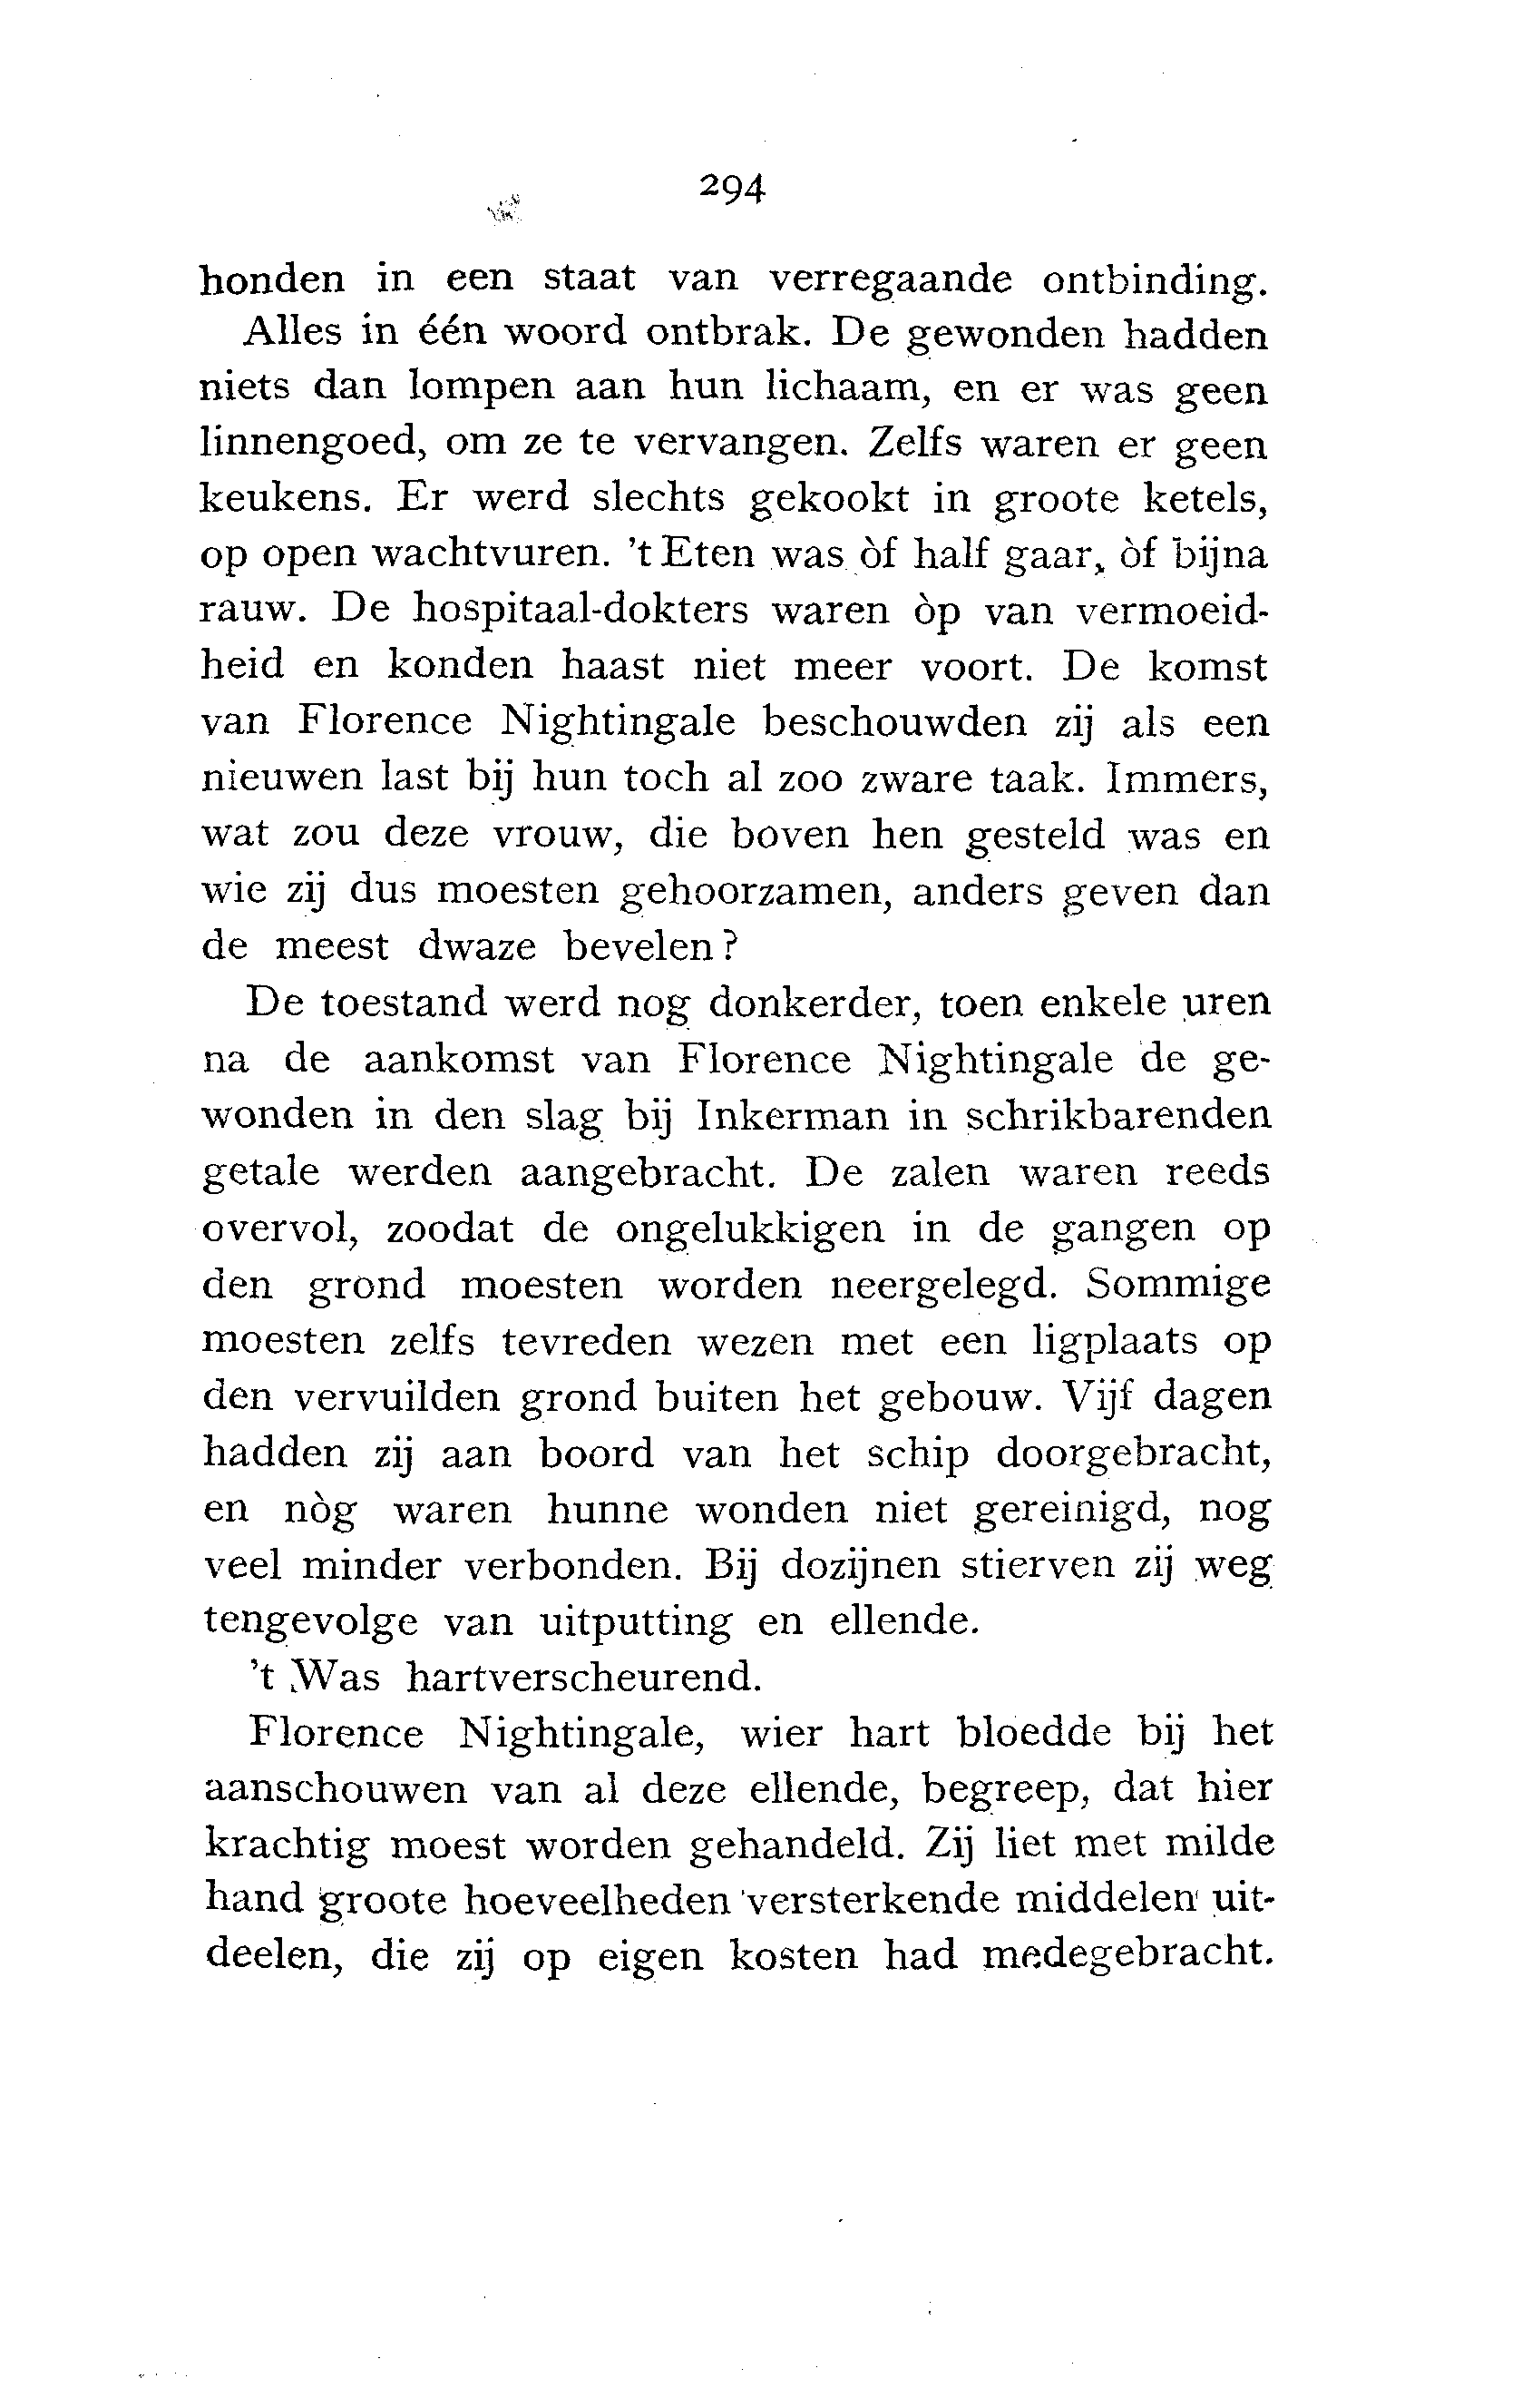 294
honden in een staat van verregaande ontbinding.
Alles in één woord ontbrak. De gewonden hadden
niets dan lompen aan hun lichaam, en er was geen
linnengoed, om ze te vervangen. Zelfs waren er geen
keukens. Er werd slechts gekookt in groote ketels,
op open wachtvuren. 't Eten was òf half gaar, òf bijna
rauw. De hospitaal-dokters waren òp van vermoeid-
heid en konden haast niet meer voort. De komst
van Florence Nightingale beschouwden zij als een
nieuwen last bij hun toch al zoo zware taak. Immers,
wat zou deze vrouw, die boven hen gesteld was en
wie zij dus moesten gehoorzamen, anders geven dan
de meest dwaze bevelen?
De toestand werd nog donkerder, toen enkele uren
na de aankomst van Florence Nightingale de ge-
wonden in den slag bij Inkerman in schrikbarenden
getale werden aangebracht. De zalen waren reeds
overvol, zoodat de ongelukkigen in de gangen op
den grond moesten worden neergelegd. Sommige
moesten zelfs tevreden wezen met een ligplaats op
den vervuilden grond buiten het gebouw. Vijf dagen
hadden zij aan boord van het schip doorgebracht,
en nòg waren hunne wonden niet gereinigd, nog
veel minder verbonden. Bij dozijnen stierven zij weg
tengevolge van uitputting en ellende.
't Was hartverscheurend.
Florence Nightingale, wier hart bloedde bij het
aanschouwen van al deze ellende, begreep, dat hier
krachtig moest worden gehandeld. Zij liet met milde
hand groote hoeveelheden versterkende middelen uit-
deelen, die zij op eigen kosten had medegebracht.